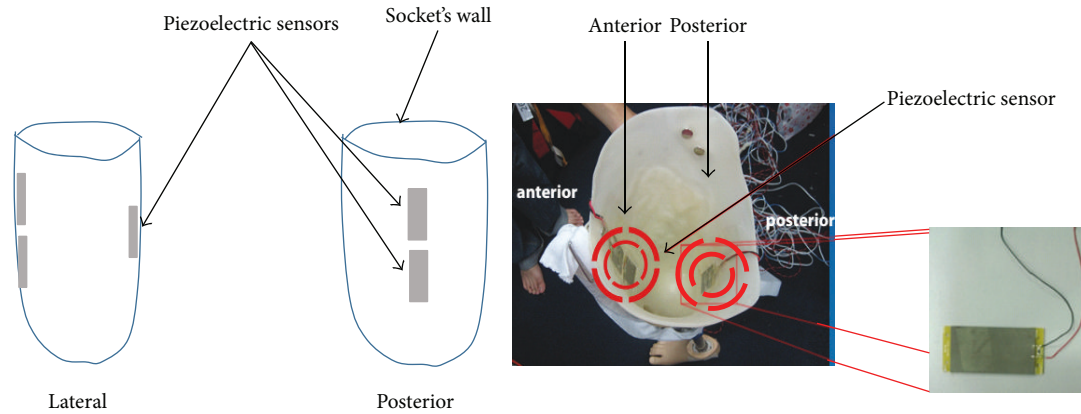 Piezoelectric sensors
Socket's wall
Anterior Posterior
Piezoelectric sensor
anterior
posterior
Lateral
Posterior